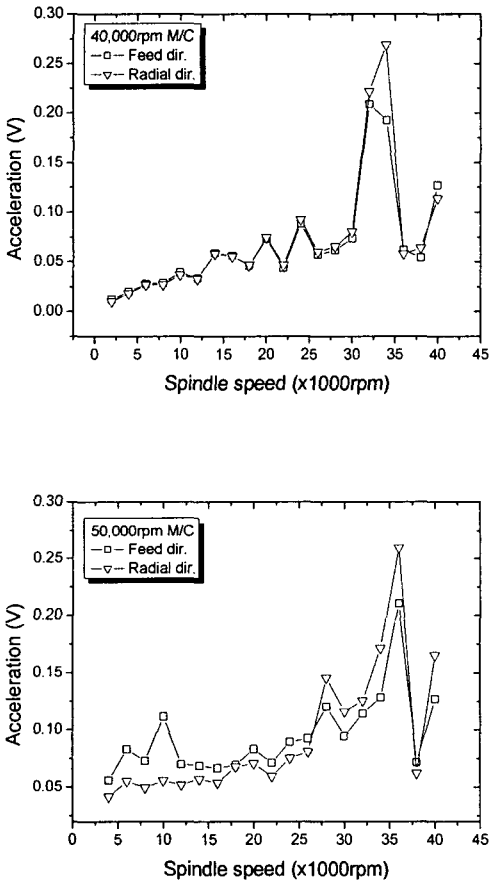 40,000rpm M/C
Feed dir.
Radial dir.
Acceleration (V)
0.30
0.25
0.20
0.15
0.10
0.05
0.00
0 5 10 15 20 25 30 35 40 45
Spindle speed (x1000rpm)
50,000rpm M/C
Feed dir.
Radial dir.
Acceleration (V)
0.30
0.25
0.20
0.15
0.10
0.05
0 5 10 15 20 25 30 35 40 45
Spindle speed (x1000rpm)